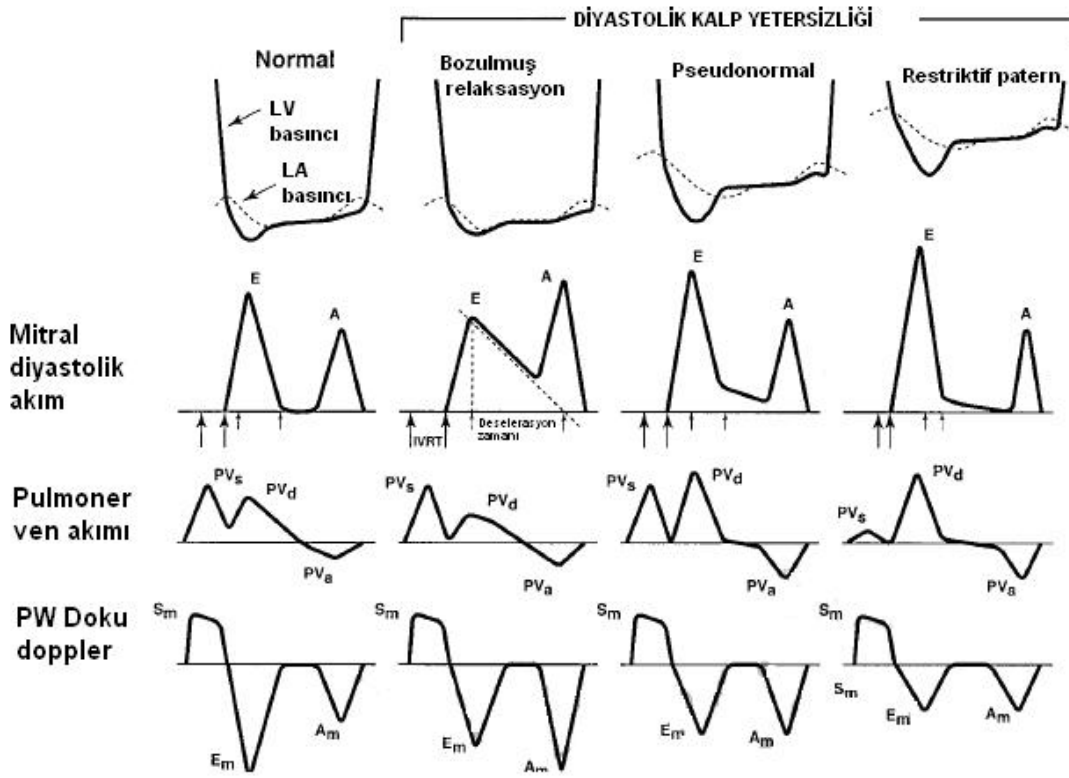 DİYASTOLİK KALP YETERSİZLİĞİ
Normal
Bozulmuş
relaksasyon
Pseudonormal
Restriktif patern
LV
basıncı
LA
basıncı
Mitral
diyastolik
akım
E
A
E
A
E
A
E
A
IVRT
Deselerasyon
zamanı
Pulmoner
ven akımı
PVs
PVd
PVa
PVs
PVd
PVa
PVs
PVd
PVa
PVs
PVd
PVa
PW Doku
doppler
Sm
Em
Am
Sm
Em
Am
Sm
Em
Am
Sm
Sm
Em
Am